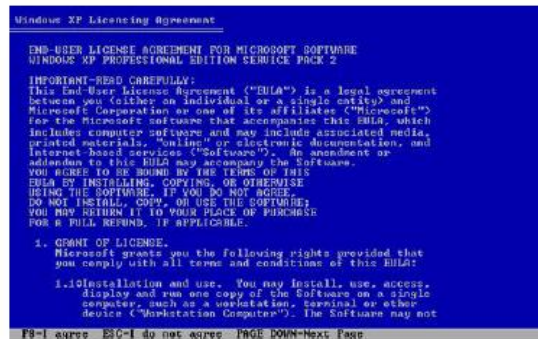 Windows XP Licensing Agreement
END-USER LICENSE AGREEMENT FOR MICROSOFT SOFTWARE
WINDOWS XP PROFESSIONAL EDITION SERVICE PACK 2
IMPORTANT-READ CAREFULLY:
This End-User License Agreement ("EULA") is a legal agreement
between you (either an individual or a single entity) and
Microsoft Corporation or one of its affiliates ("Microsoft")
for the Microsoft software that accompanies this EULA, which
includes computer software and may include associated media,
printed materials, "online" or electronic documentation, and
Internet-based services ("Software"). An amendment or
addendum to this EULA may accompany the Software.
YOU AGREE TO BE BOUND BY THE TERMS OF THIS
EULA BY INSTALLING, COPYING, OR OTHERWISE
USING THE SOFTWARE. IF YOU DO NOT AGREE,
DO NOT INSTALL, COPY, OR USE THE SOFTWARE;
YOU MAY RETURN IT TO YOUR PLACE OF PURCHASE
FOR A FULL REFUND, IF APPLICABLE.
1. GRANT OF LICENSE.
Microsoft grants you the following rights provided that
you comply with all terms and conditions of this EULA:
1.1 Installation and use. You may install, use, access,
display and run one copy of the Software on a single
computer, such as a workstation, terminal or other
device ("Workstation Computer"). The Software may not
F8=I agree ESC=I do not agree PAGE DOWN=Next Page